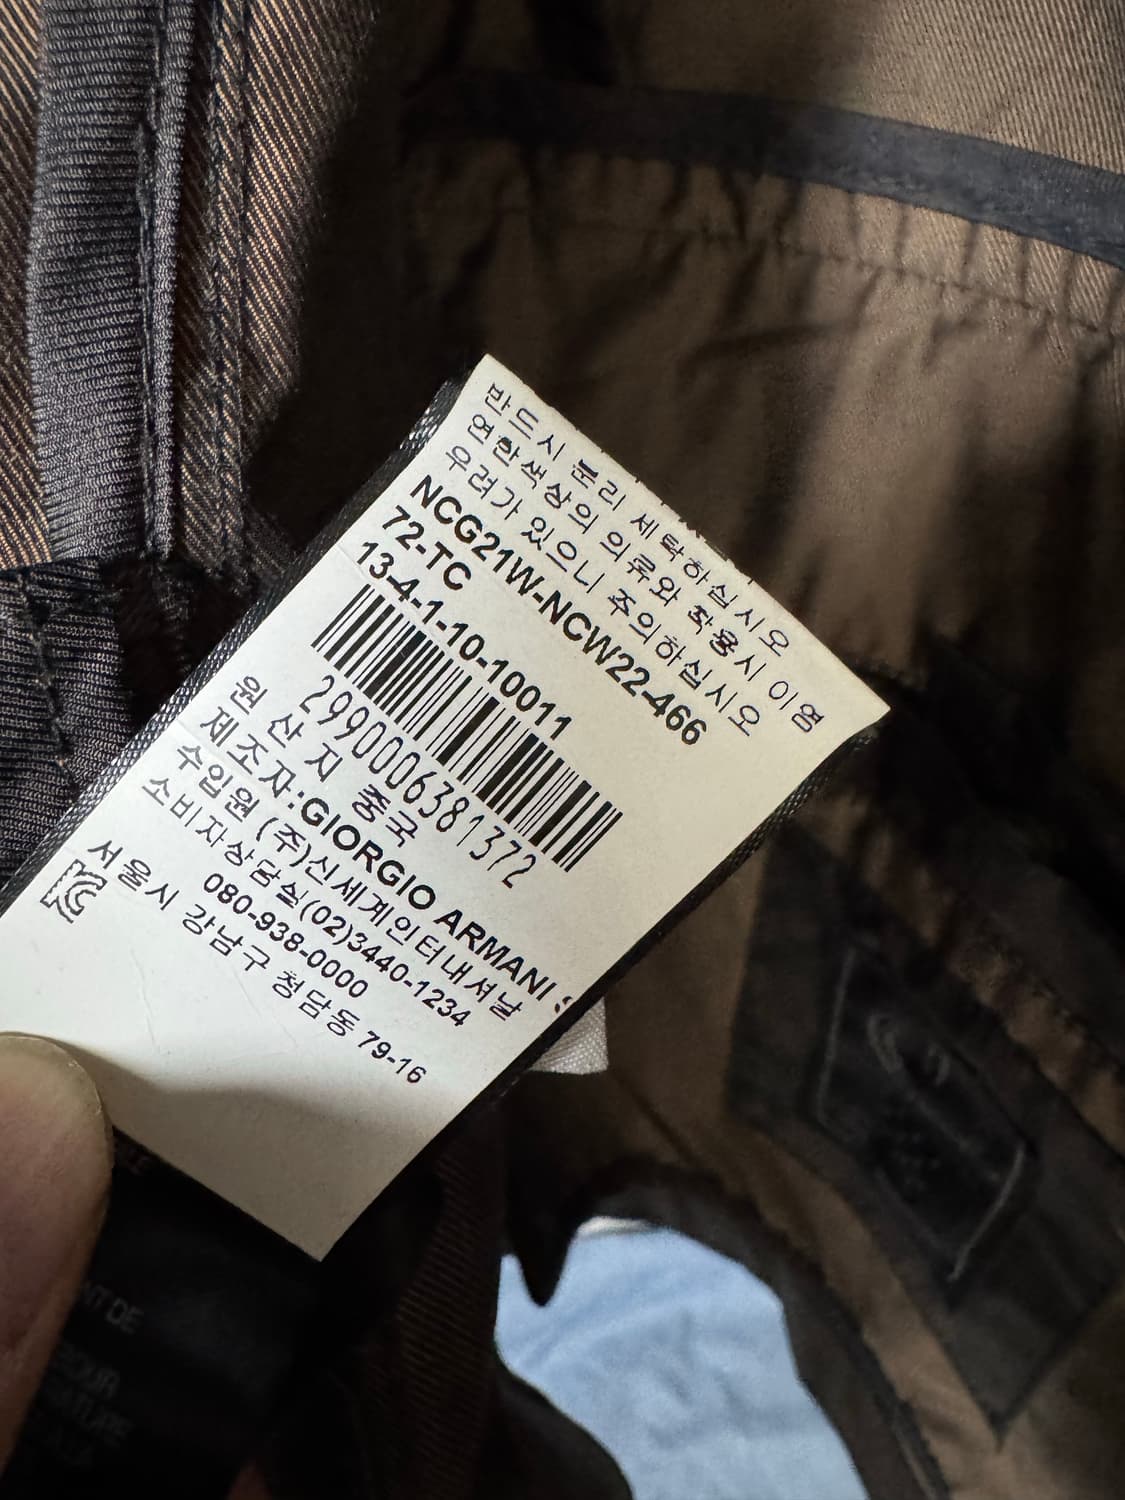 반드시 분리 세탁하십시오
연한색상의 의류와 착용시 이염
우려가 있으니 주의하십시오
NCG21W-NCW22-466
72-TC
13-4-1-10-10011
2990006381372
원 산 지 중국
제조자:GIORGIO ARMANI S
수입원 (주)신세계인터내셔날
소비자상담실(02)3440-1234
080-938-0000
서울시 강남구 청담동 79-16
NT DE